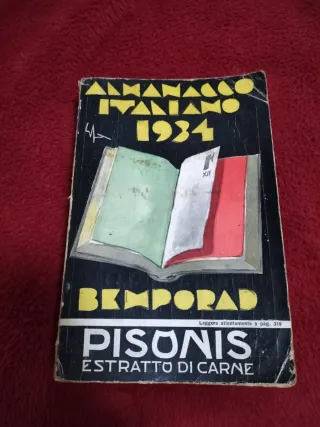 ALMANACCO
ITALIANO
1934
XII
BEMPORAD
Leggere attentamente a pag. 319
PISONIS
ESTRATTO DI CARNE